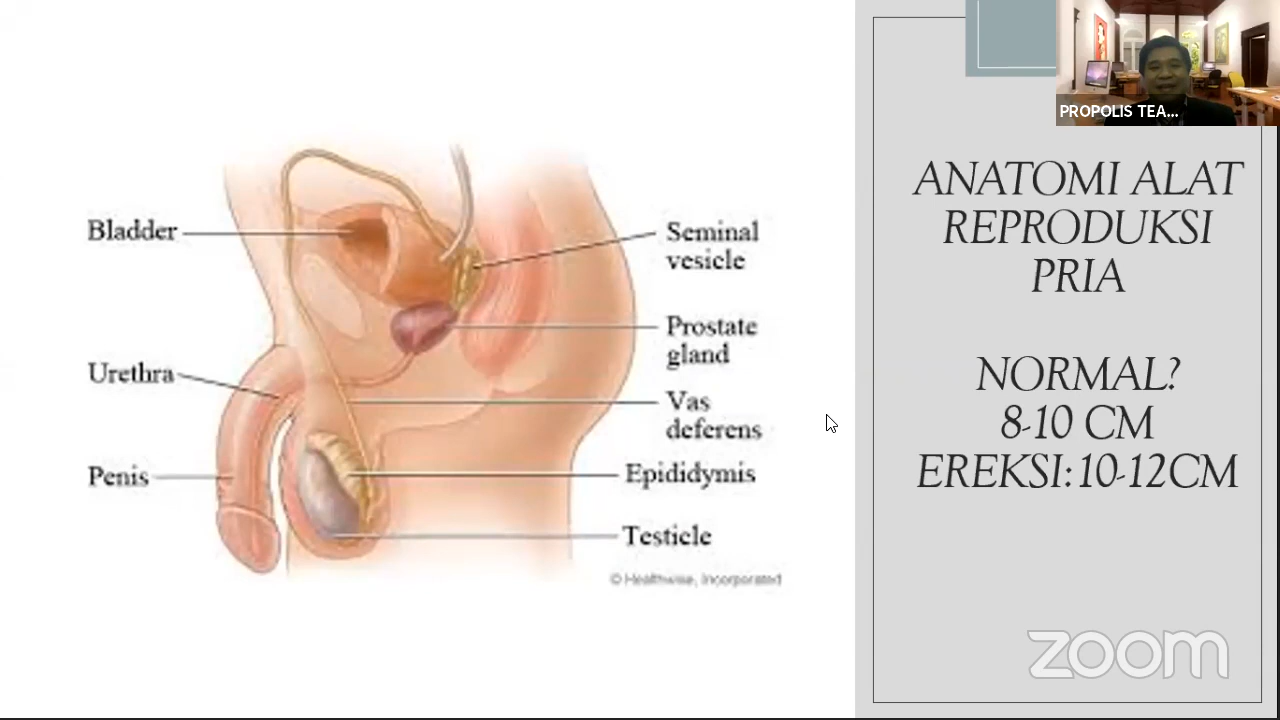 PROPOLIS TEA...
Bladder
Urethra
Penis
Seminal
vesicle
Prostate
gland
Vas
deferens
Epididymis
Testicle
© Healthwise, Incorporated
ANATOMI ALAT
REPRODUKSI
PRIA
NORMAL?
8-10 CM
EREKSI: 10-12CM
zoom